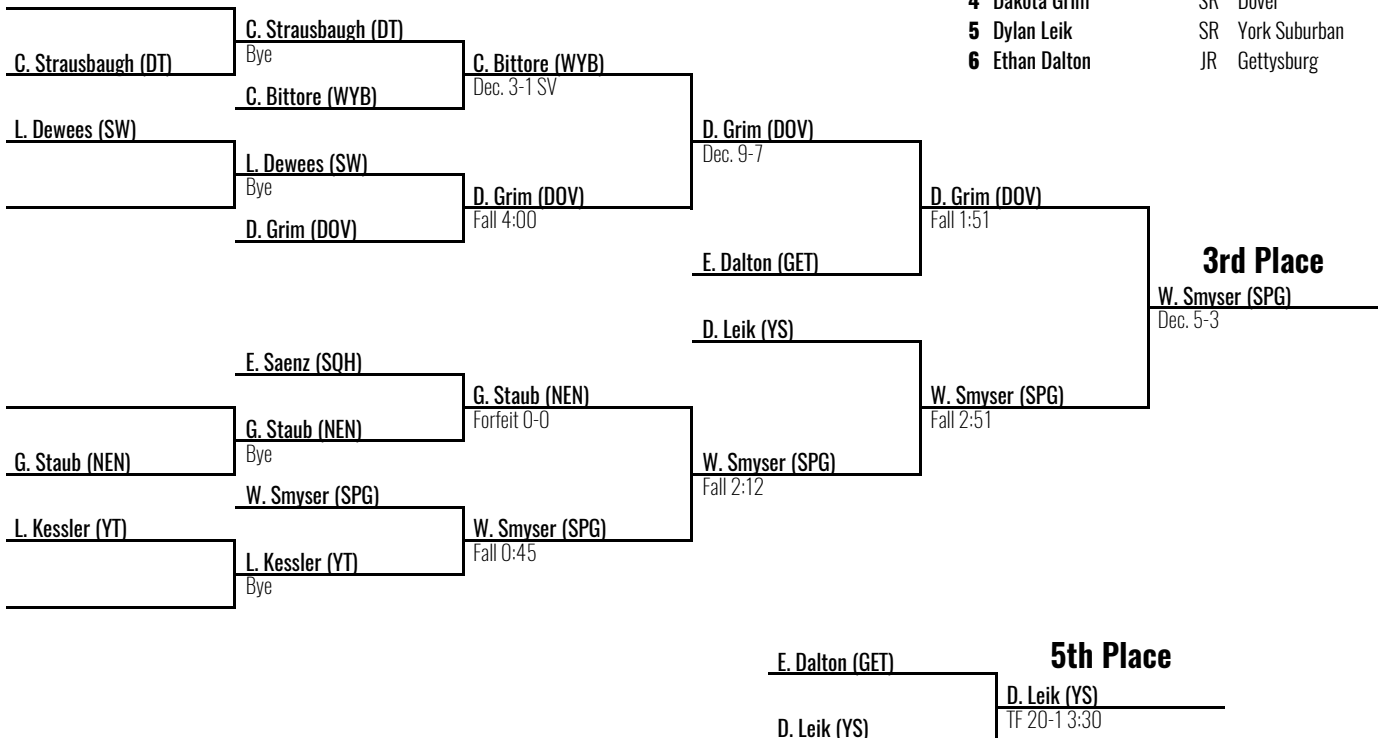 4 Dakota Grim SR Dover
5 Dylan Leik SR York Suburban
6 Ethan Dalton JR Gettysburg
C. Strausbaugh (DT)
C. Strausbaugh (DT)
Bye
C. Bittore (WYB)
C. Bittore (WYB)
Dec. 3-1 SV
L. Dewees (SW)
L. Dewees (SW)
Bye
D. Grim (DOV)
D. Grim (DOV)
Fall 4:00
D. Grim (DOV)
Dec. 9-7
E. Dalton (GET)
D. Grim (DOV)
Fall 1:51
3rd Place
W. Smyser (SPG)
Dec. 5-3
D. Leik (YS)
E. Saenz (SQH)
G. Staub (NEN)
Forfeit 0-0
W. Smyser (SPG)
Fall 2:51
G. Staub (NEN)
Bye
G. Staub (NEN)
W. Smyser (SPG)
Fall 2:12
W. Smyser (SPG)
L. Kessler (YT)
W. Smyser (SPG)
Fall 0:45
L. Kessler (YT)
Bye
5th Place
E. Dalton (GET)
D. Leik (YS)
TF 20-1 3:30
D. Leik (YS)